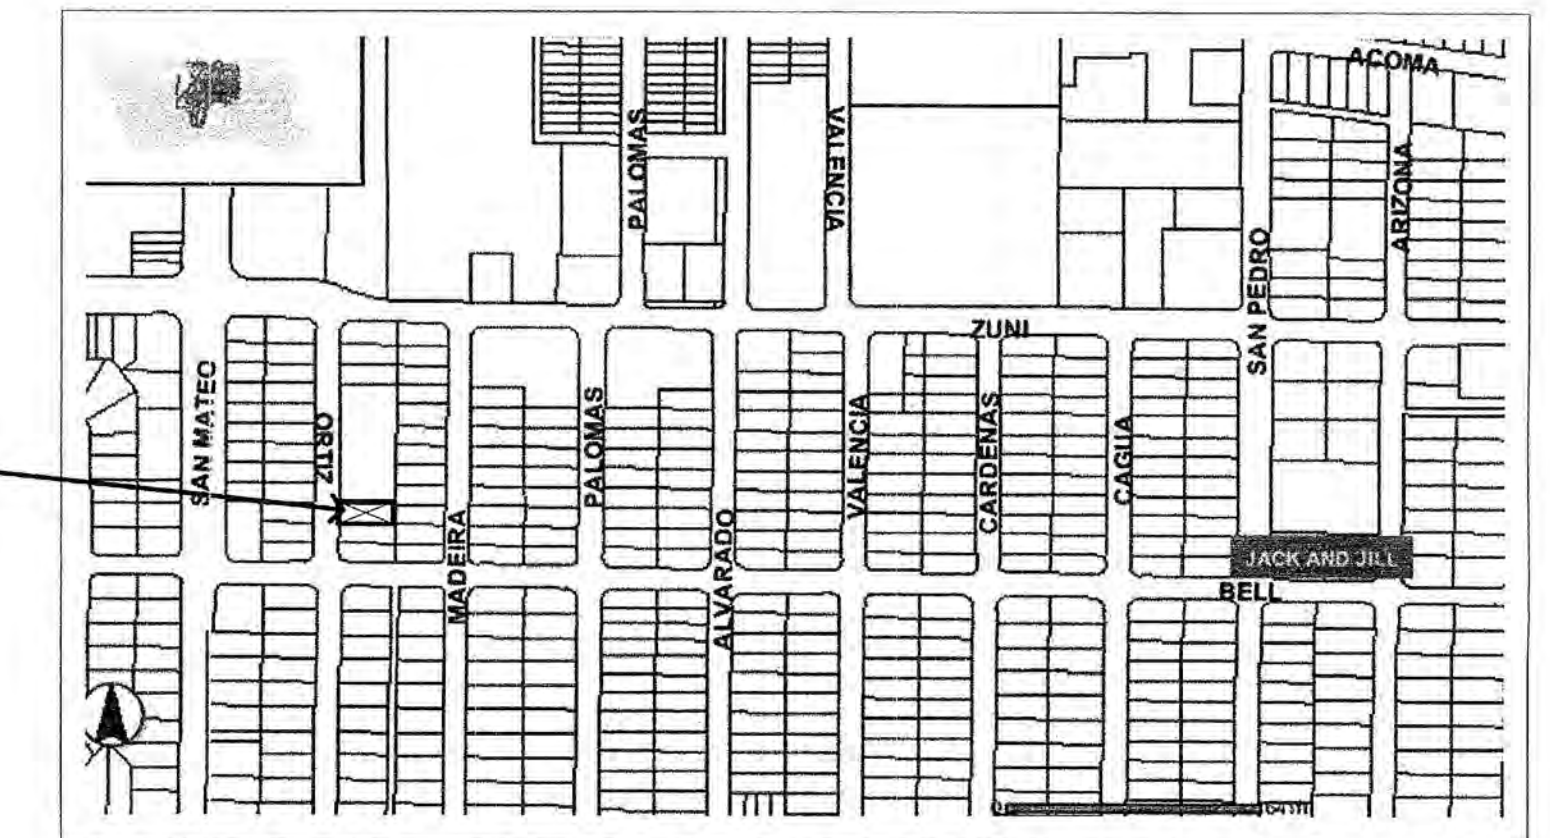 ACOMA
PALOMAS
VALENCIA
ARIZONA
SAN PEDRO
ZUNI
SAN MATEO
ORTIZ
PALOMAS
VALENCIA
CARDENAS
CAGUA
MADEIRA
ALVARADO
JACK AND JILL
BELL
0